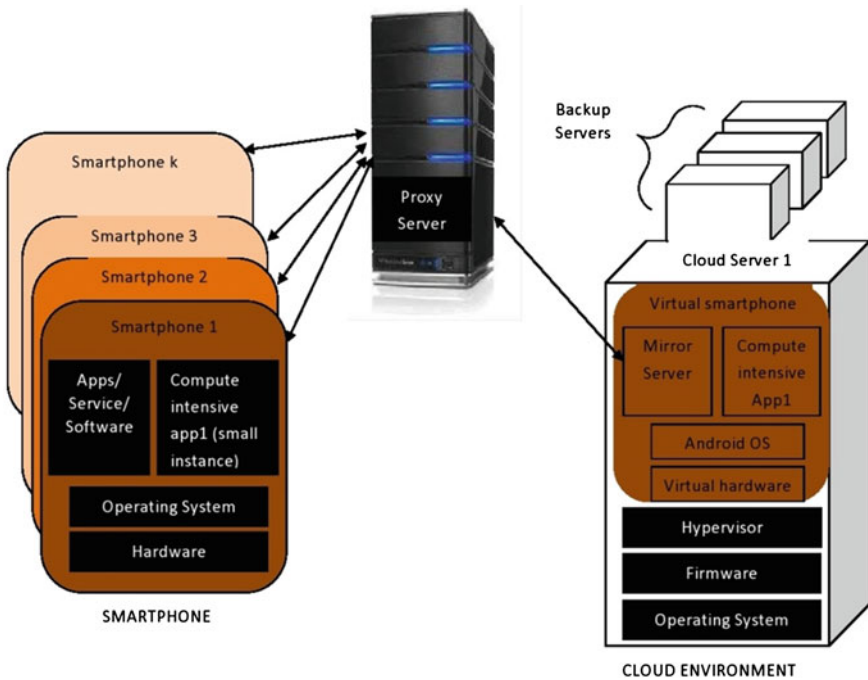 Smartphone k
Smartphone 3
Smartphone 2
Smartphone 1
Apps/
Service/
Software
Compute
intensive
app1 (small
instance)
Operating System
Hardware
SMARTPHONE
Proxy
Server
Backup
Servers
Cloud Server 1
Virtual smartphone
Mirror
Server
Compute
intensive
App1
Android OS
Virtual hardware
Hypervisor
Firmware
Operating System
CLOUD ENVIRONMENT